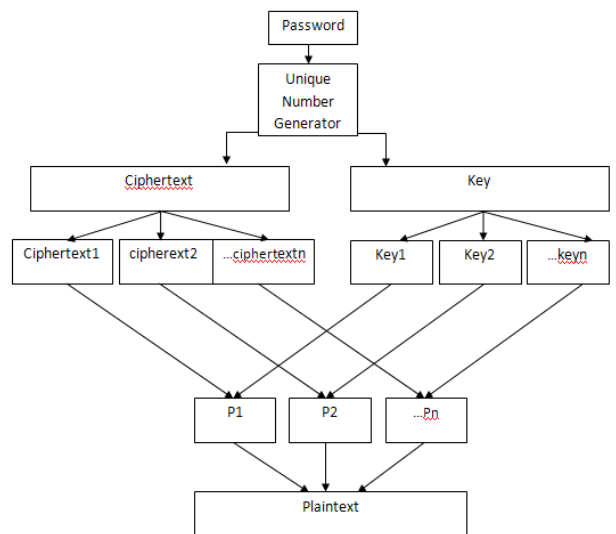 Password
Unique
Number
Generator
Ciphertext
Key
Ciphertext1
cipherext2
...ciphertextn
Key1
Key2
...keyn
P1
P2
...Pn
Plaintext